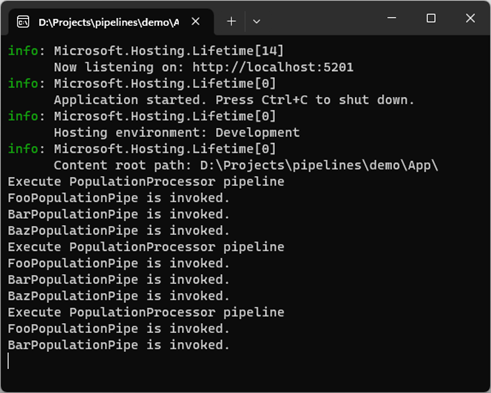 D:\Projects\pipelines\demo\A
info: Microsoft.Hosting.Lifetime[14]
Now listening on: http://localhost:5201
info: Microsoft.Hosting.Lifetime[0]
Application started. Press Ctrl+C to shut down.
info: Microsoft.Hosting.Lifetime[0]
Hosting environment: Development
info: Microsoft.Hosting.Lifetime[0]
Content root path: D:\Projects\pipelines\demo\App\
Execute PopulationProcessor pipeline
FooPopulationPipe is invoked.
BarPopulationPipe is invoked.
BazPopulationPipe is invoked.
Execute PopulationProcessor pipeline
FooPopulationPipe is invoked.
BarPopulationPipe is invoked.
BazPopulationPipe is invoked.
Execute PopulationProcessor pipeline
FooPopulationPipe is invoked.
BarPopulationPipe is invoked.